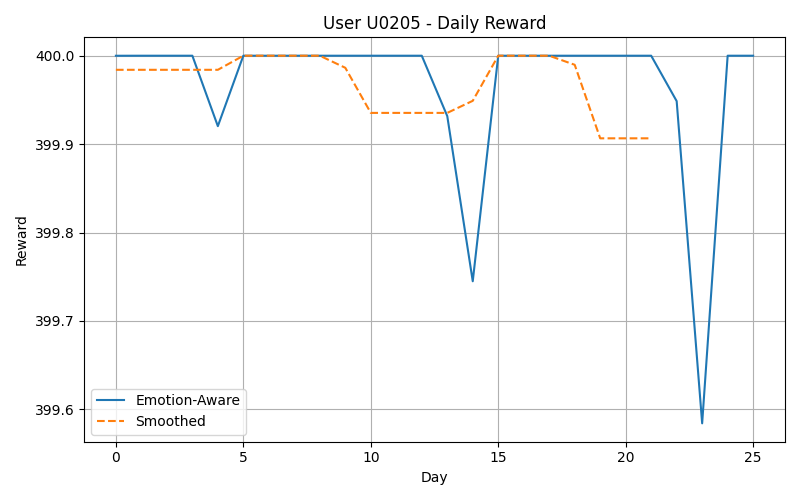 User U0205 - Daily Reward
Reward
400.0
399.9
399.8
399.7
399.6
Emotion-Aware
Smoothed
0 5 10 15 20 25
Day